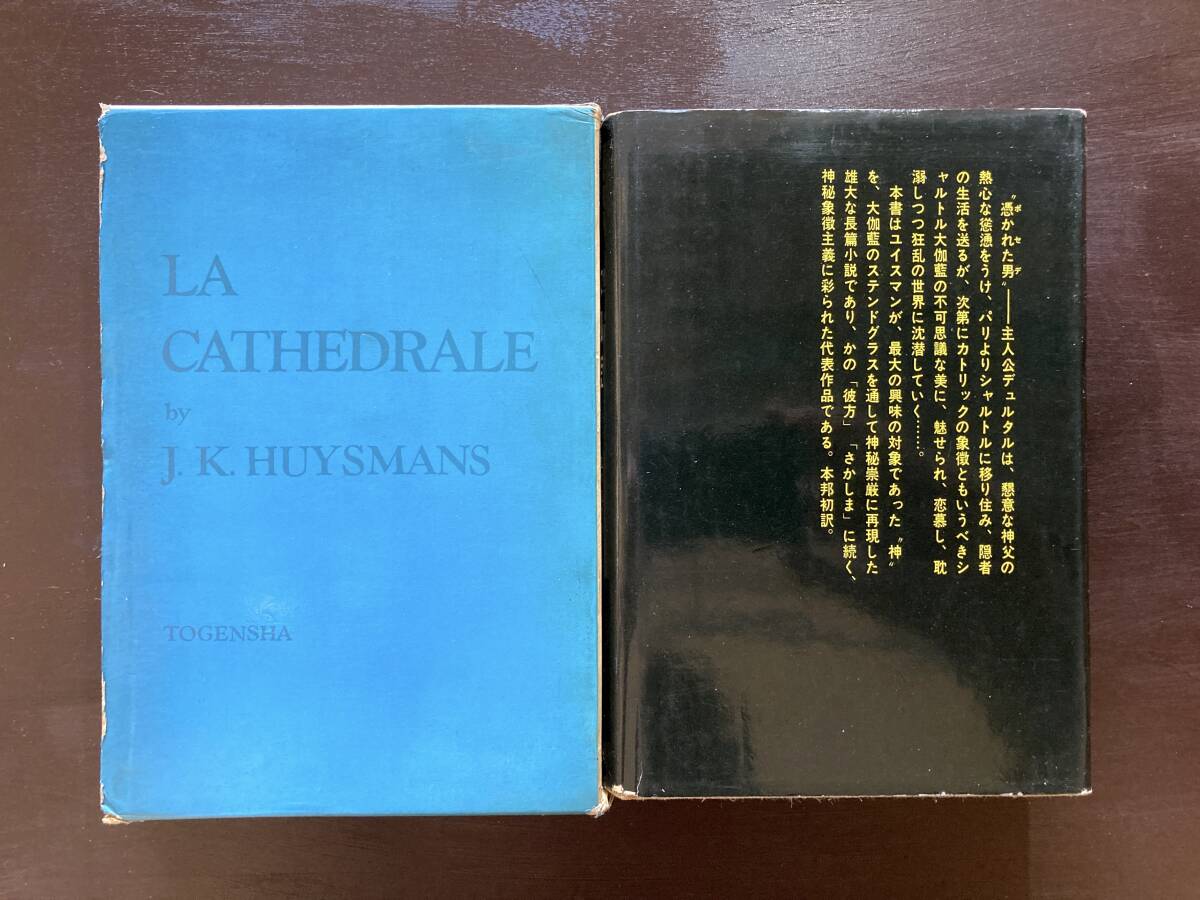 LA
CATHEDRALE
by
J. K. HUYSMANS
TOGENSHA
〝憑かれた男〟――主人公デュルタルは、懇意な神父の
ポセデ
熱心な慫慂をうけ、パリよりシャルトルに移り住み、隠者
の生活を送るが、次第にカトリックの象徴ともいうべきシ
ャルトル大伽藍の不可思議な美に、魅せられ、恋慕し、耽
溺しつつ狂乱の世界に沈潜していく……。
本書はユイスマンが、最大の興味の対象であった〝神〟
を、大伽藍のステンドグラスを通して神秘崇厳に再現した
雄大な長篇小説であり、かの「彼方」「さかしま」に続く、
神秘象徴主義に彩られた代表作品である。本邦初訳。